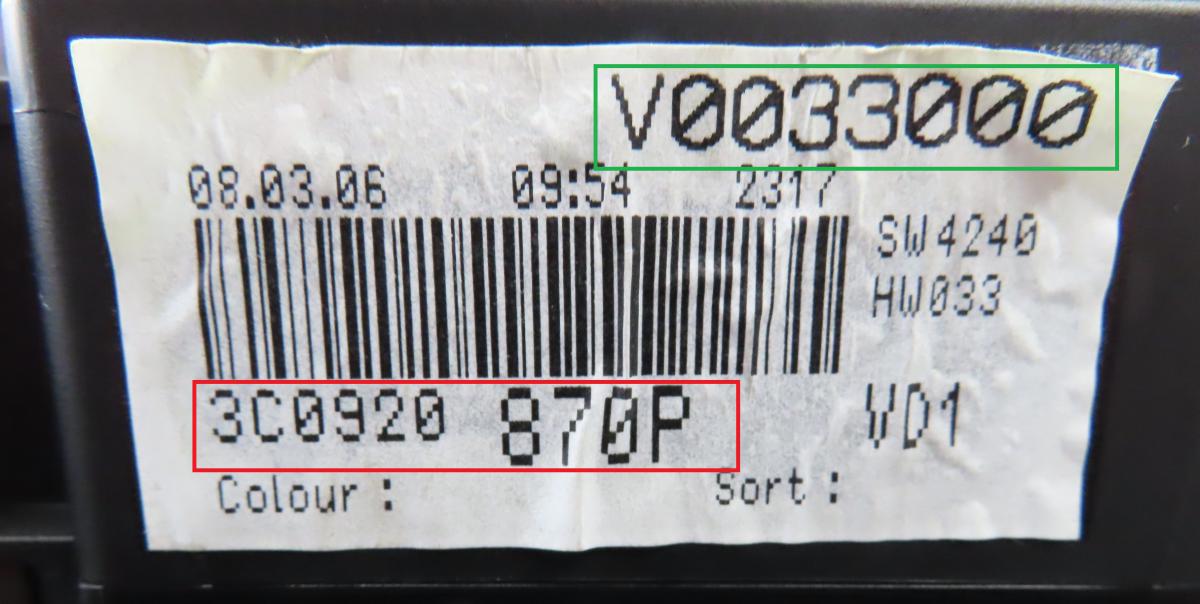 V0033000
08.03.06 09:54 2317
SW4240
HW033
3C0920 870P VD1
Colour : Sort :